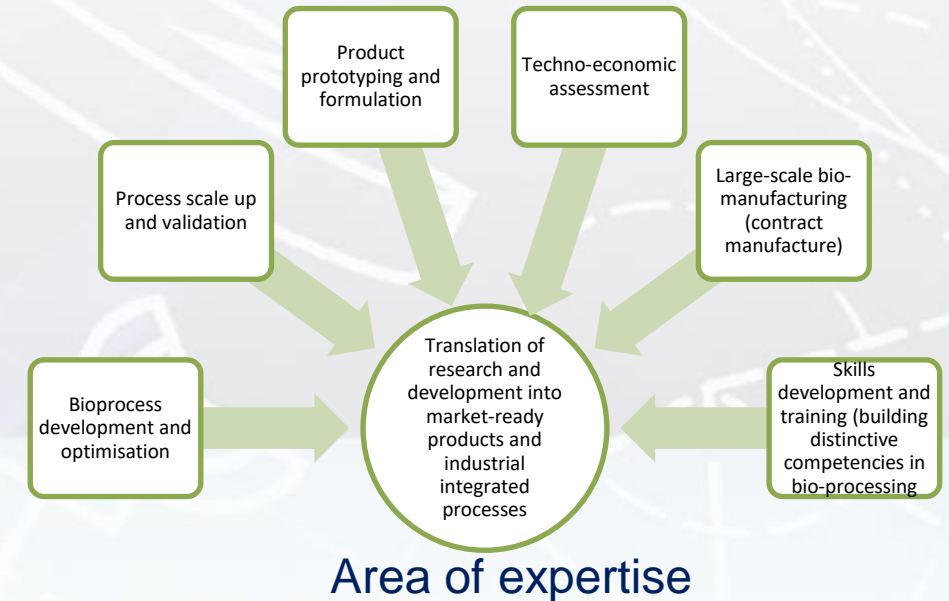 Product
prototyping and
formulation
Techno-economic
assessment
Process scale up
and validation
Large-scale bio-
manufacturing
(contract
manufacture)
Bioprocess
development and
optimisation
Translation of
research and
development into
market-ready
products and
industrial
integrated
processes
Skills
development and
training (building
distinctive
competencies in
bio-processing
Area of expertise